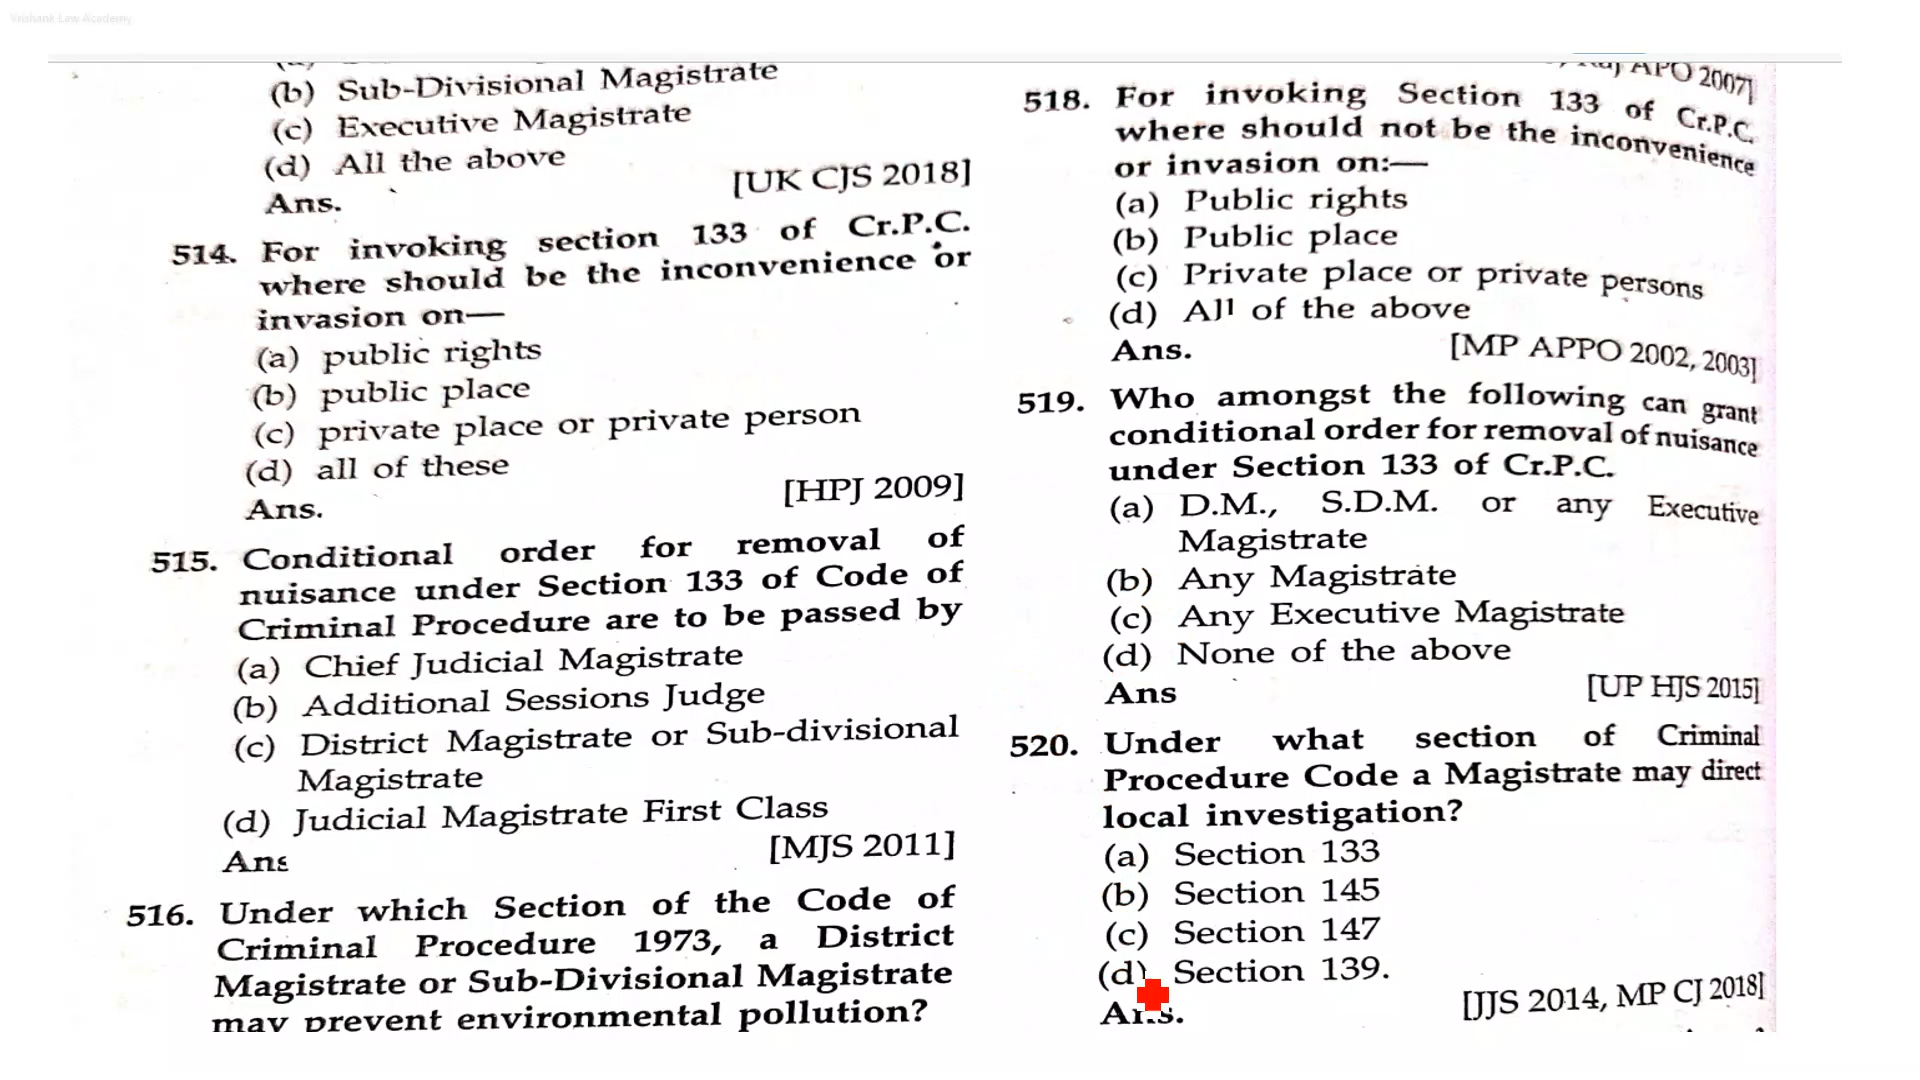 Yrishank Law Academy
(b) Sub-Divisional Magistrate
(c) Executive Magistrate
(d) All the above
[UK CJS 2018]
Ans.
514. For invoking section 133 of Cr.P.C.
where should be the inconvenience or
invasion on—
(a) public rights
(b) public place
(c) private place or private person
(d) all of these
[HPJ 2009]
Ans.
515. Conditional order for removal of
nuisance under Section 133 of Code of
Criminal Procedure are to be passed by
(a) Chief Judicial Magistrate
(b) Additional Sessions Judge
(c) District Magistrate or Sub-divisional
Magistrate
(d) Judicial Magistrate First Class
[MJS 2011]
Ans
516. Under which Section of the Code of
Criminal Procedure 1973, a District
Magistrate or Sub-Divisional Magistrate
may prevent environmental pollution?
APO 2007]
518. For invoking Section 133 of Cr.P.C.
where should not be the inconvenience
or invasion on:—
(a) Public rights
(b) Public place
(c) Private place or private persons
(d) All of the above
Ans. [MP APPO 2002, 2003]
519. Who amongst the following can grant
conditional order for removal of nuisance
under Section 133 of Cr.P.C.
(a) D.M., S.D.M. or any Executive
Magistrate
(b) Any Magistrate
(c) Any Executive Magistrate
(d) None of the above
Ans [UP HJS 2015]
520. Under what section of Criminal
Procedure Code a Magistrate may direct
local investigation?
(a) Section 133
(b) Section 145
(c) Section 147
(d) Section 139.
Ans. [JJS 2014, MP CJ 2018]